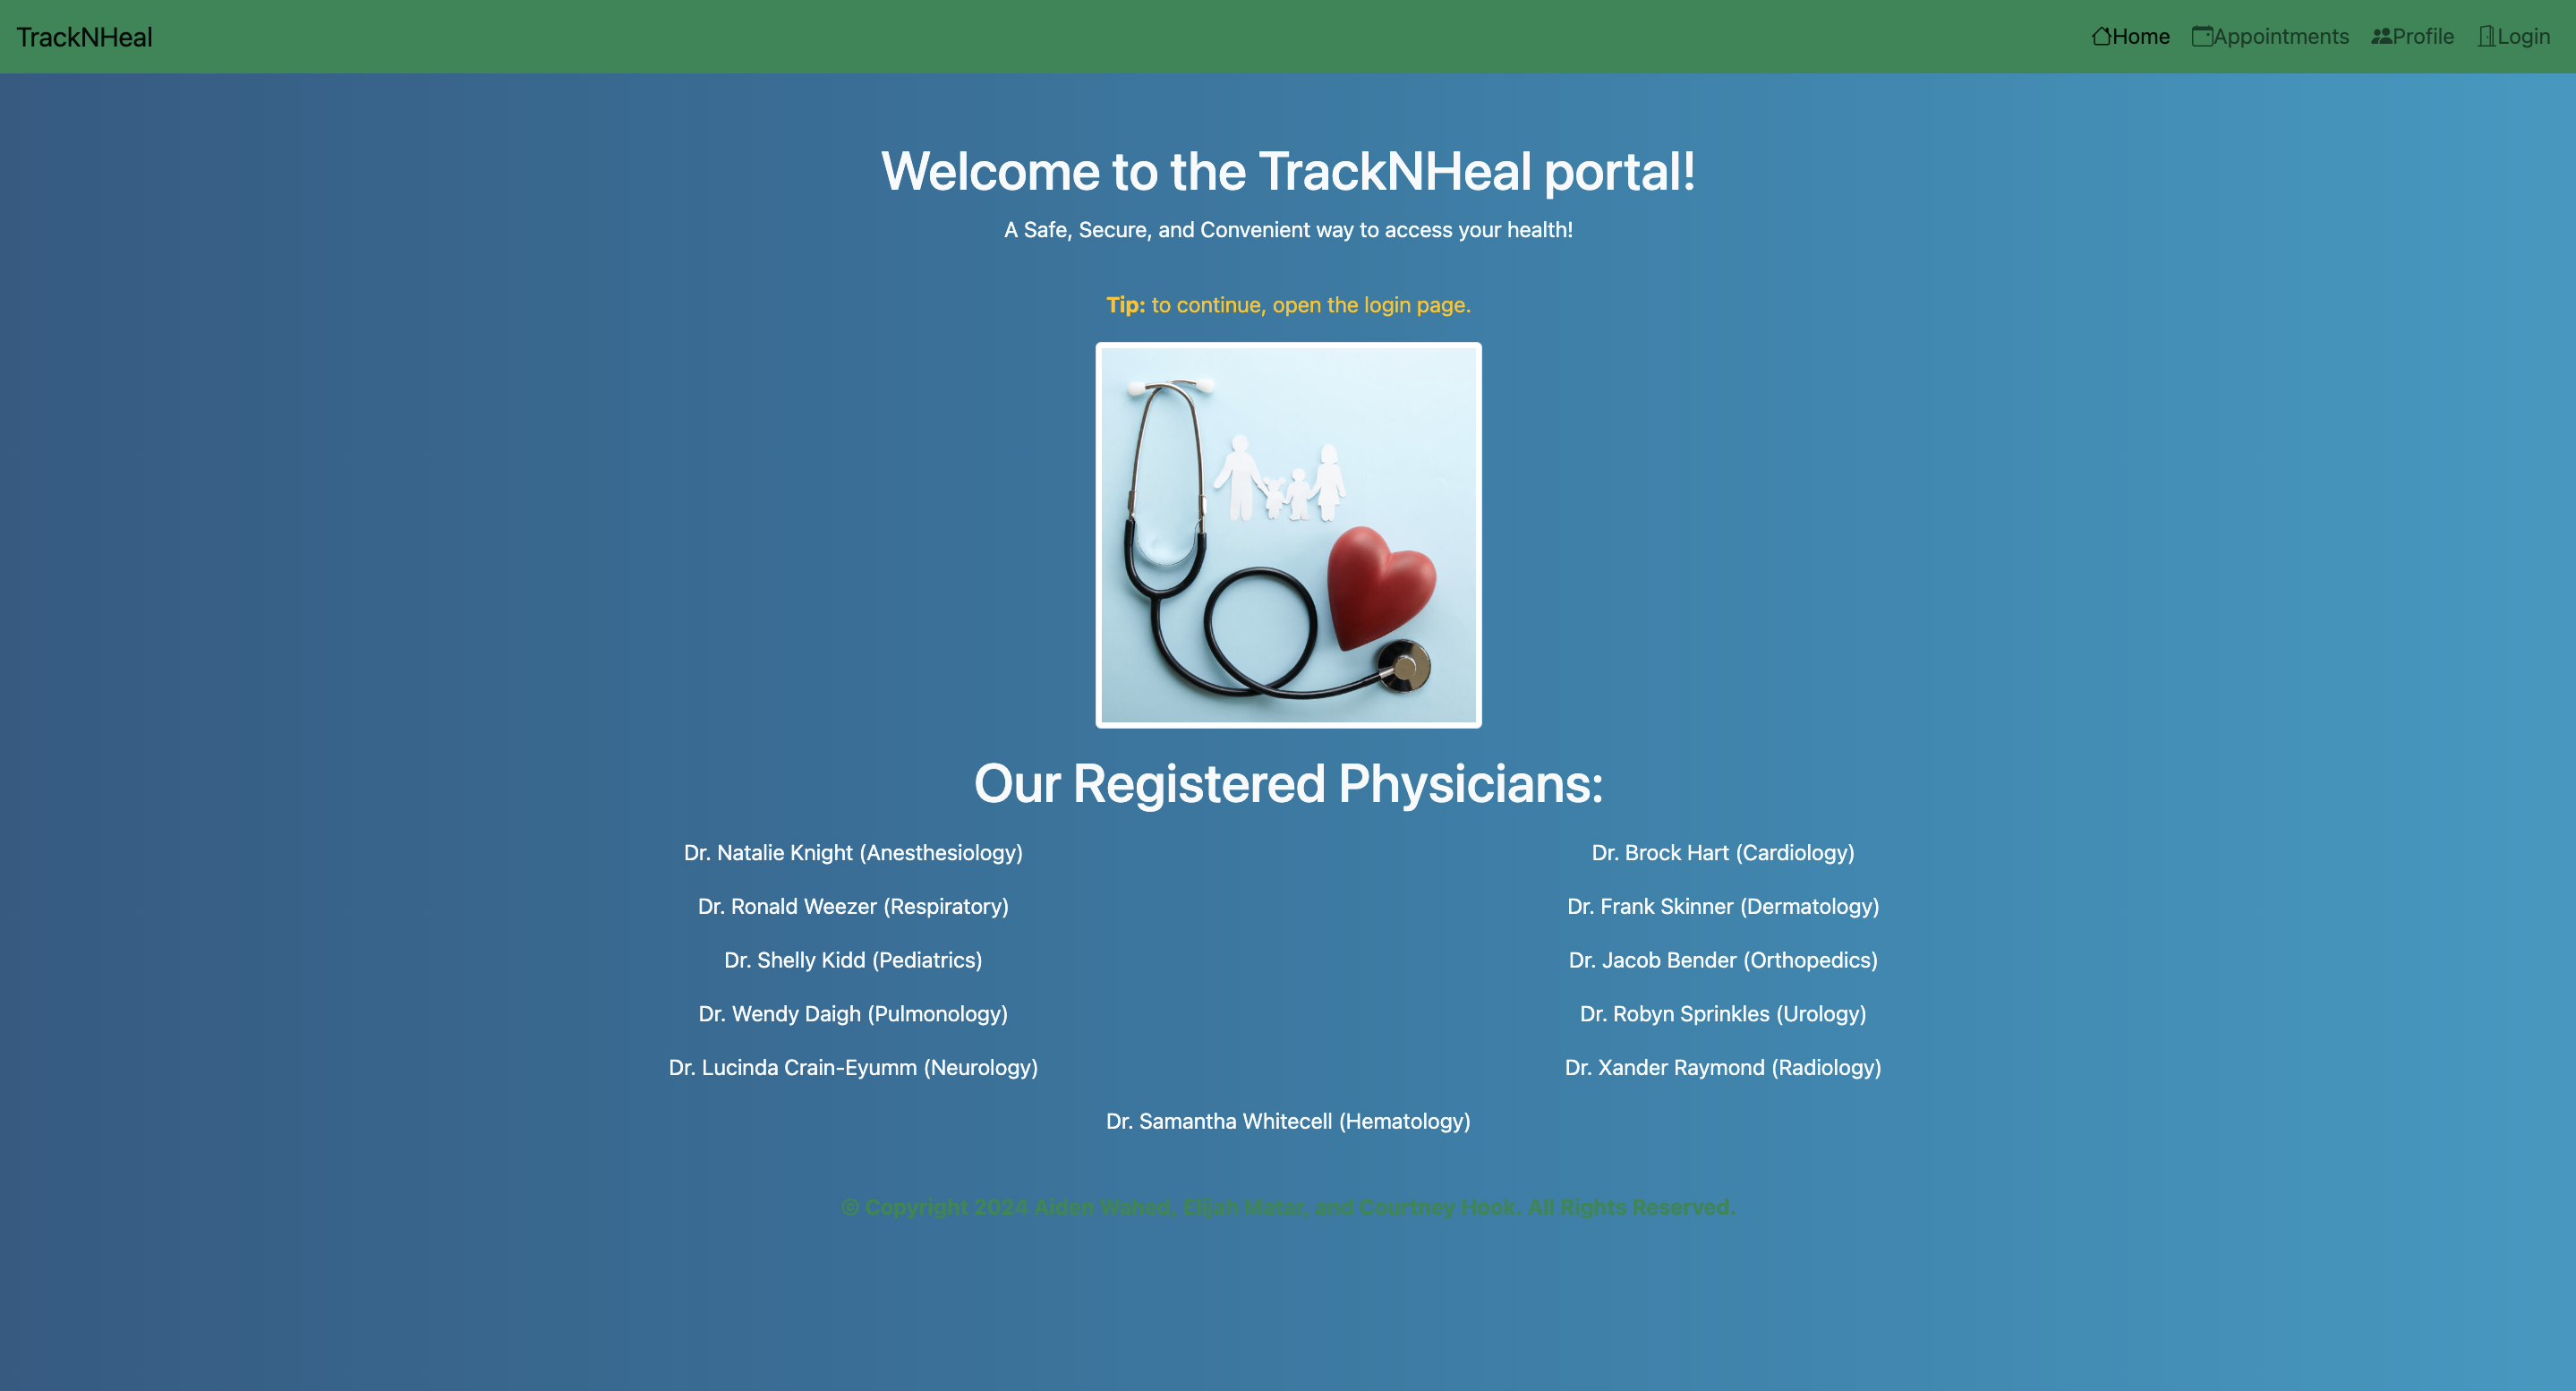 TrackNHeal
Home Appointments Profile Login
Welcome to the TrackNHeal portal!
A Safe, Secure, and Convenient way to access your health!
Tip: to continue, open the login page.
Our Registered Physicians:
Dr. Natalie Knight (Anesthesiology)
Dr. Brock Hart (Cardiology)
Dr. Ronald Weezer (Respiratory)
Dr. Frank Skinner (Dermatology)
Dr. Shelly Kidd (Pediatrics)
Dr. Jacob Bender (Orthopedics)
Dr. Wendy Daigh (Pulmonology)
Dr. Robyn Sprinkles (Urology)
Dr. Lucinda Crain-Eyumm (Neurology)
Dr. Xander Raymond (Radiology)
Dr. Samantha Whitecell (Hematology)
© Copyright 2024 Aiden Wahed, Elijah Matar, and Courtney Hook. All Rights Reserved.